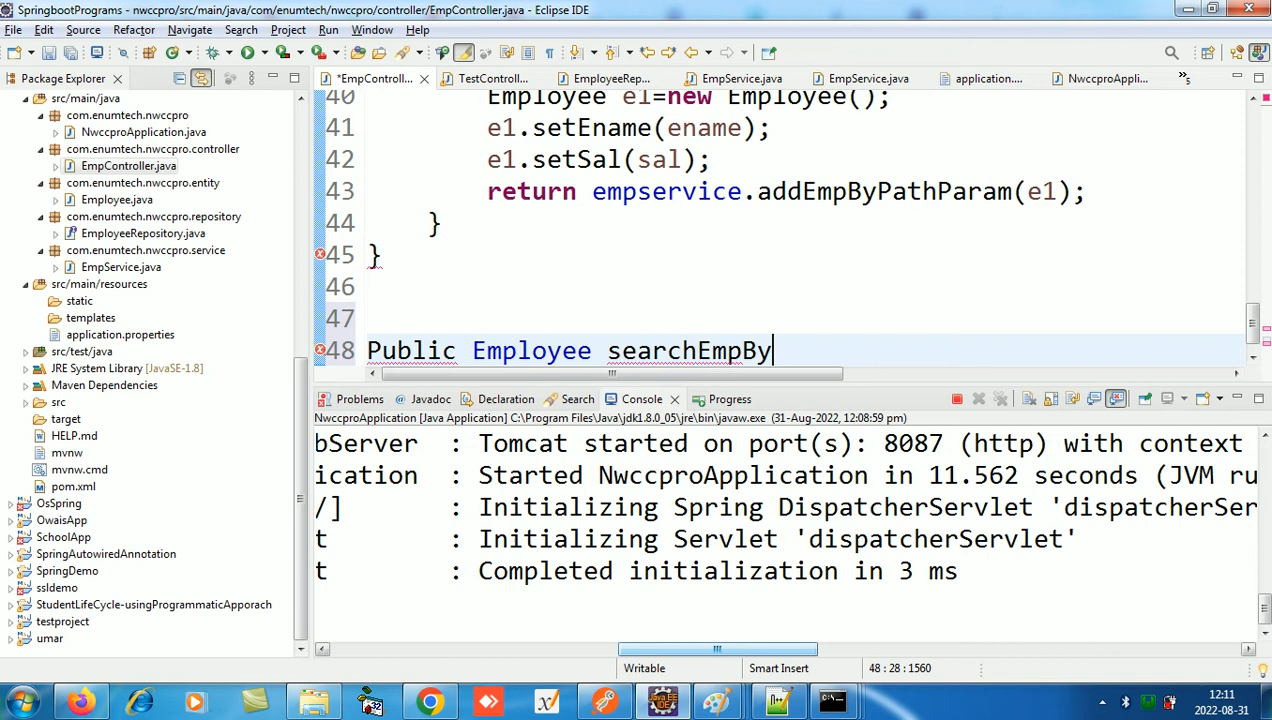 SpringbootPrograms - nwccpro/src/main/java/com/enumtech/nwccpro/controller/EmpController.java - Eclipse IDE
File Edit Source Refactor Navigate Search Project Run Window Help
Package Explorer
*EmpControll... TestControll... EmployeeRep... EmpService.java EmpService.java application.... NwccproAppli...
src/main/java
com.enumtech.nwccpro
NwccproApplication.java
com.enumtech.nwccpro.controller
EmpController.java
com.enumtech.nwccpro.entity
Employee.java
com.enumtech.nwccpro.repository
EmployeeRepository.java
com.enumtech.nwccpro.service
EmpService.java
src/main/resources
static
templates
application.properties
src/test/java
JRE System Library [JavaSE-1.8]
Maven Dependencies
src
target
HELP.md
mvnw
mvnw.cmd
pom.xml
OsSpring
OwaisApp
SchoolApp
SpringAutowiredAnnotation
SpringDemo
ssldemo
StudentLifeCycle-usingProgrammaticApporach
testproject
umar
40 Employee e1=new Employee();
41 e1.setEname(ename);
42 e1.setSal(sal);
43 return empservice.addEmpByPathParam(e1);
44 }
45 }
46
47
48 Public Employee searchEmpBy
Problems Javadoc Declaration Search Console Progress
NwccproApplication [Java Application] C:\Program Files\Java\jdk1.8.0_05\jre\bin\javaw.exe (31-Aug-2022, 12:08:59 pm)
bServer : Tomcat started on port(s): 8087 (http) with context
ication : Started NwccproApplication in 11.562 seconds (JVM ru
/] : Initializing Spring DispatcherServlet 'dispatcherSer
t : Initializing Servlet 'dispatcherServlet'
t : Completed initialization in 3 ms
Writable Smart Insert 48 : 28 : 1560
12:11
2022-08-31